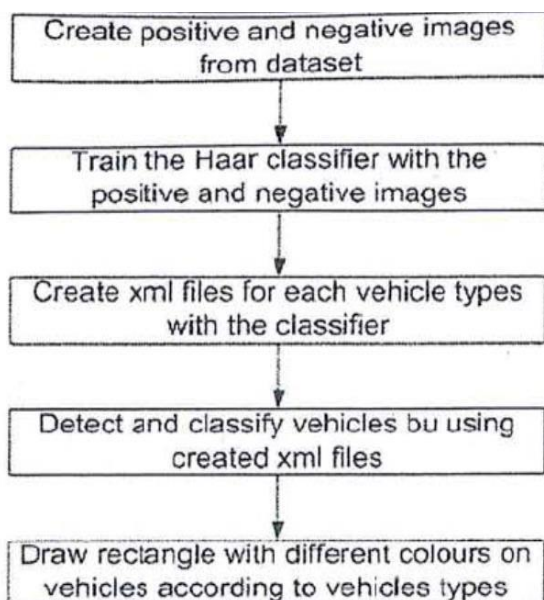 Create positive and negative images
from dataset
Train the Haar classifier with the
positive and negative images
Create xml files for each vehicle types
with the classifier
Detect and classify vehicles bu using
created xml files
Draw rectangle with different colours on
vehicles according to vehicles types